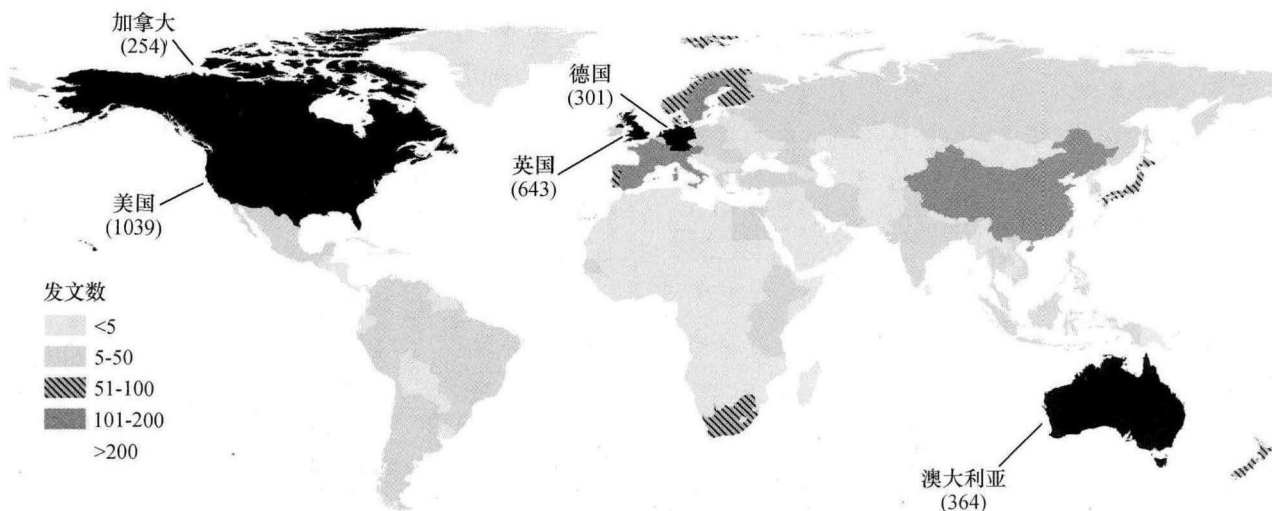 加拿大
(254)
德国
(301)
英国
(643)
美国
(1039)
发文数
<5
5-50
51-100
101-200
>200
澳大利亚
(364)